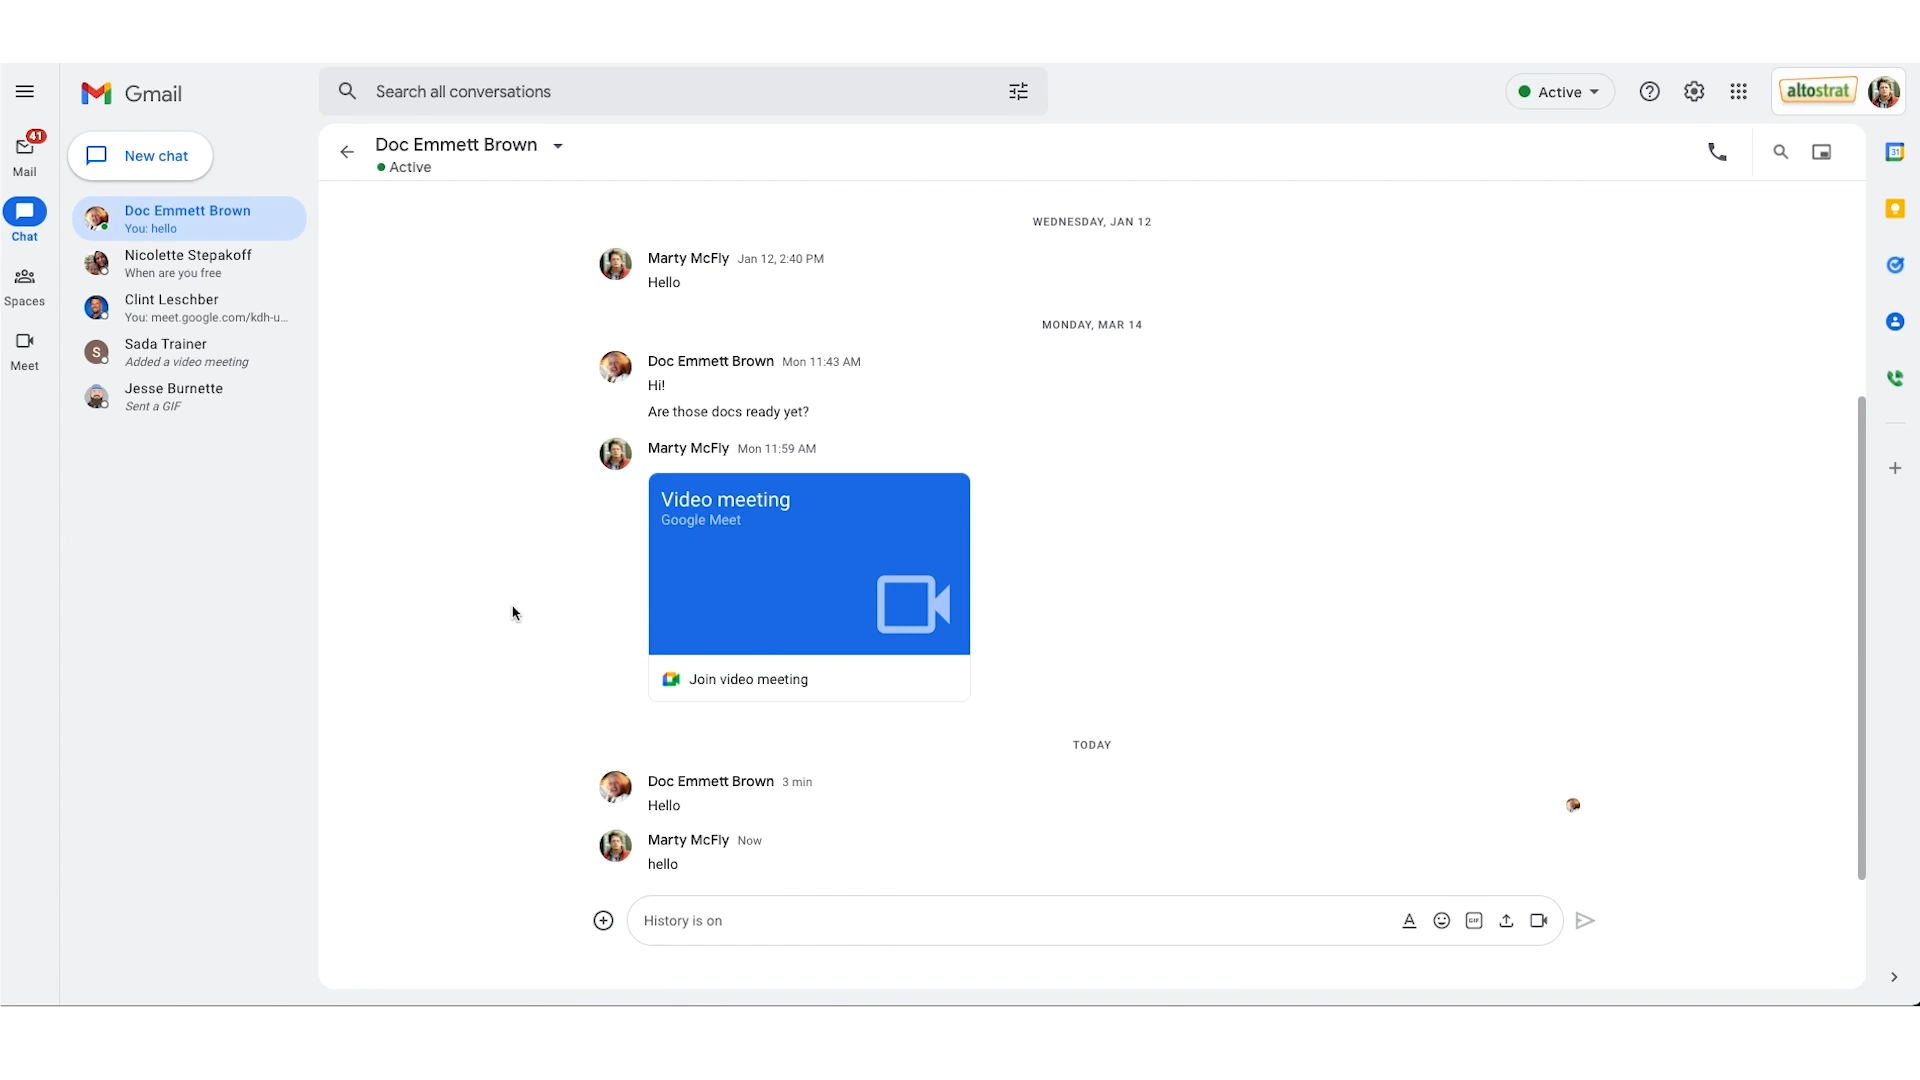 Gmail
Search all conversations
Active
altostrat
41
Mail
Chat
Spaces
Meet
New chat
Doc Emmett Brown
You: hello
Nicolette Stepakoff
When are you free
Clint Leschber
You: meet.google.com/kdh-u...
Sada Trainer
Added a video meeting
S
Jesse Burnette
Sent a GIF
Doc Emmett Brown
Active
WEDNESDAY, JAN 12
Marty McFly Jan 12, 2:40 PM
Hello
MONDAY, MAR 14
Doc Emmett Brown Mon 11:43 AM
Hi!
Are those docs ready yet?
Marty McFly Mon 11:59 AM
Video meeting
Google Meet
Join video meeting
TODAY
Doc Emmett Brown 3 min
Hello
Marty McFly Now
hello
History is on
GIF
31